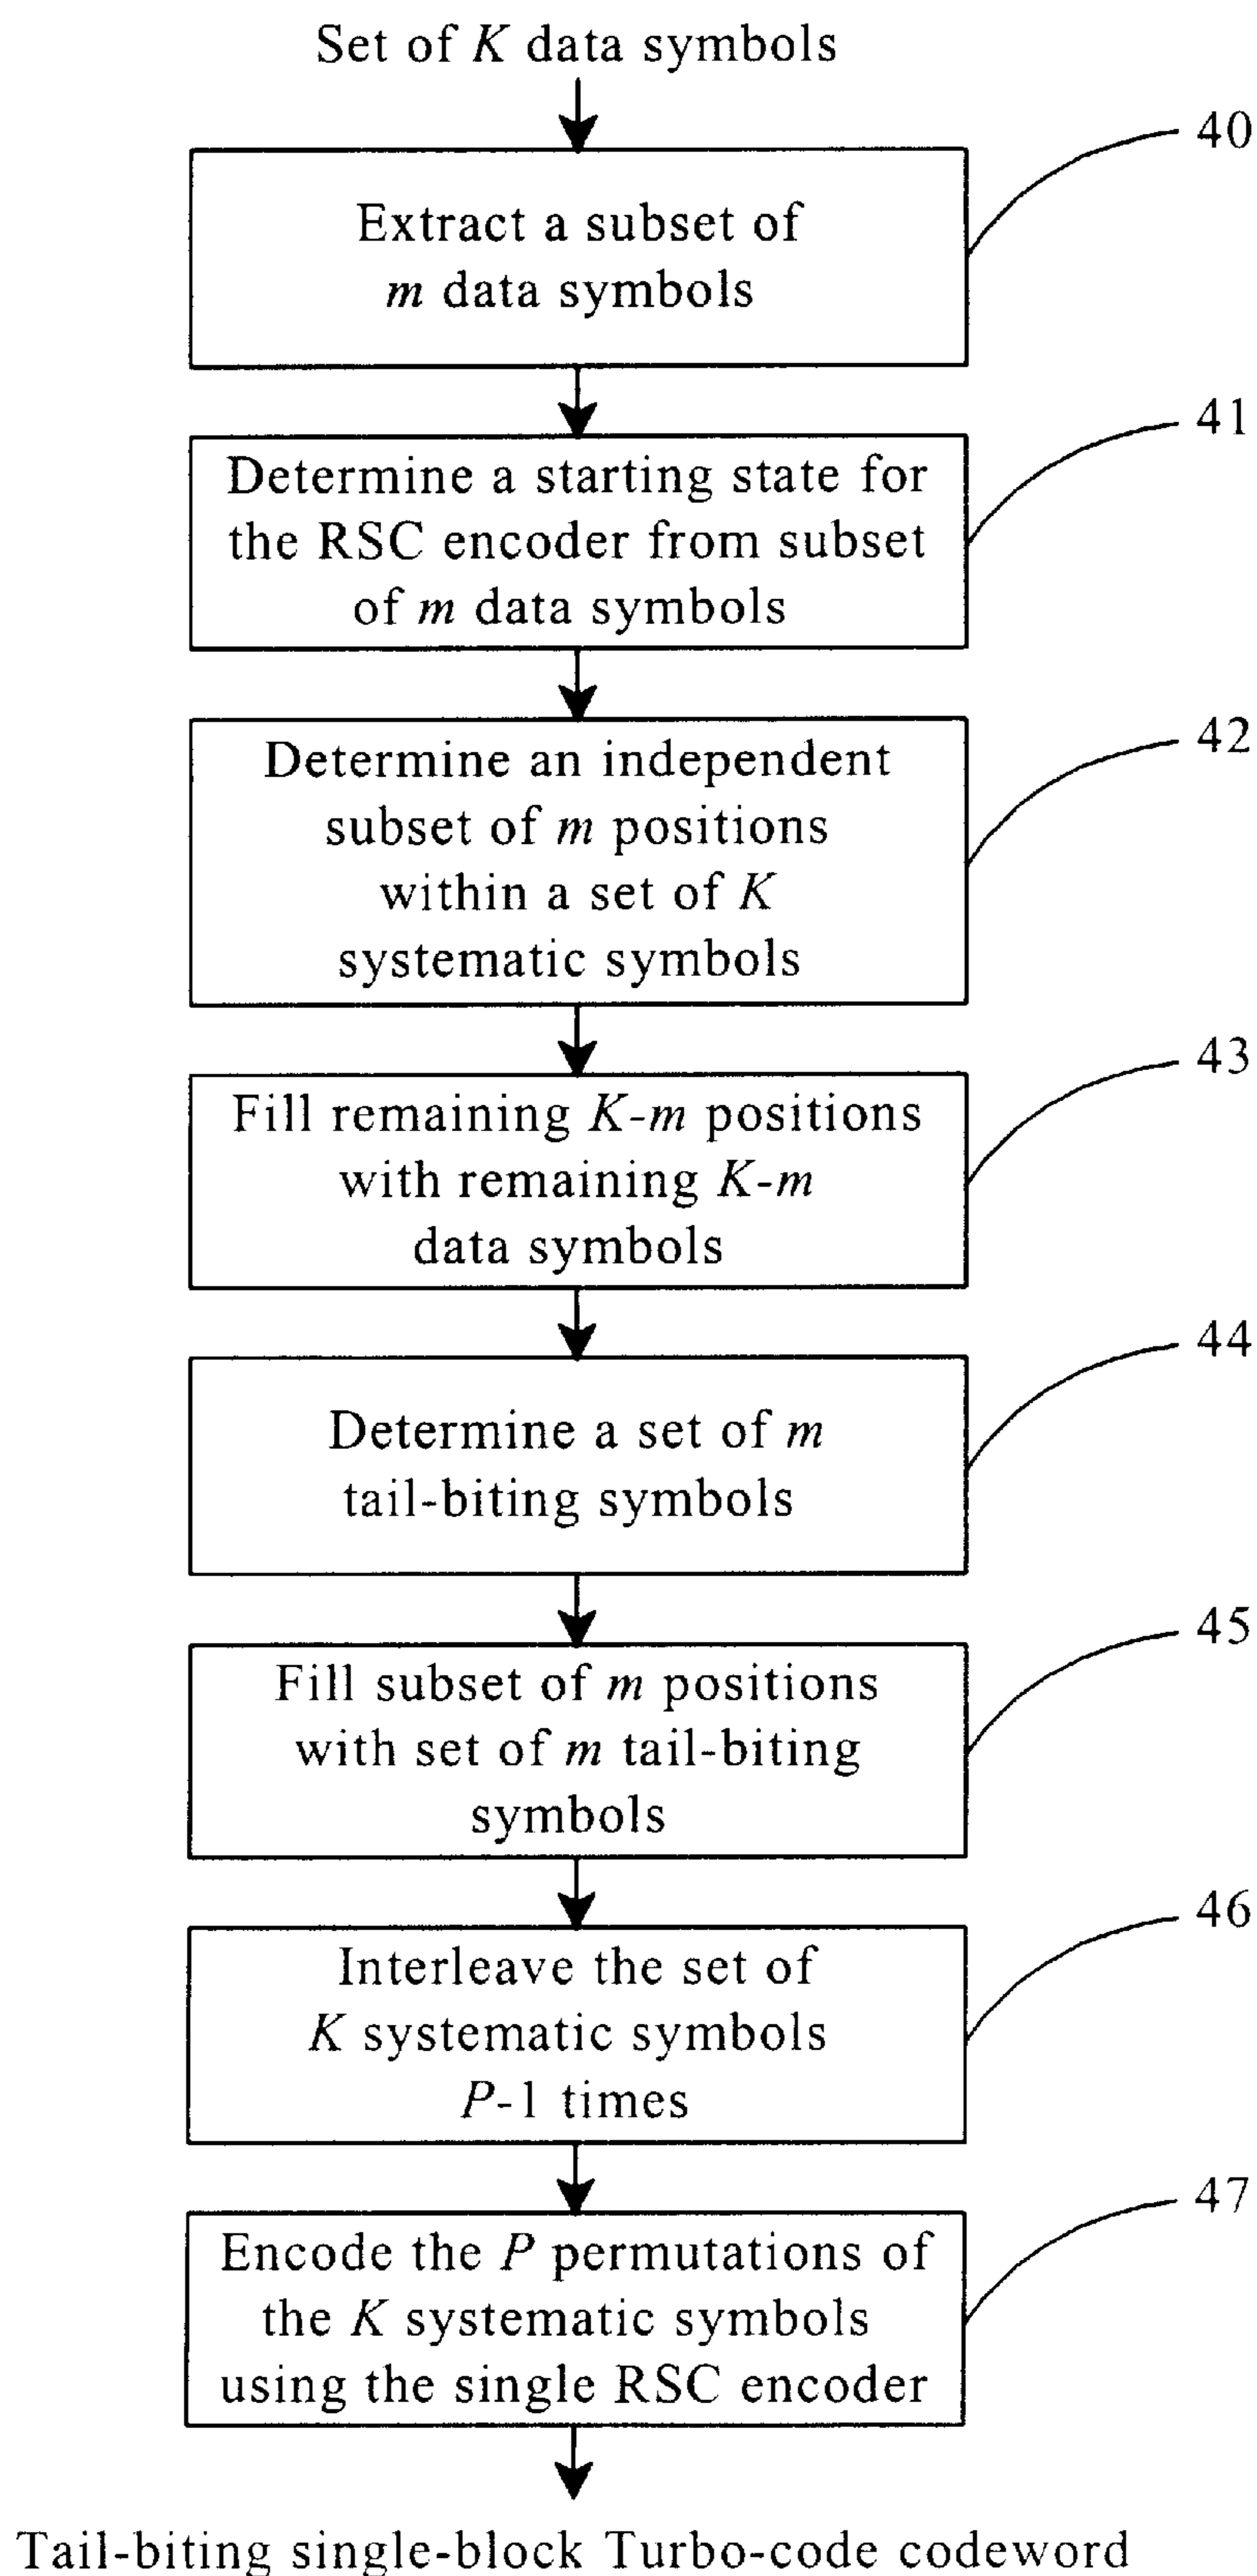 Set of K data symbols
40
Extract a subset of
m data symbols
41
Determine a starting state for
the RSC encoder from subset
of m data symbols
42
Determine an independent
subset of m positions
within a set of K
systematic symbols
43
Fill remaining K-m positions
with remaining K-m
data symbols
44
Determine a set of m
tail-biting symbols
45
Fill subset of m positions
with set of m tail-biting
symbols
46
Interleave the set of
K systematic symbols
P-1 times
47
Encode the P permutations of
the K systematic symbols
using the single RSC encoder
Tail-biting single-block Turbo-code codeword